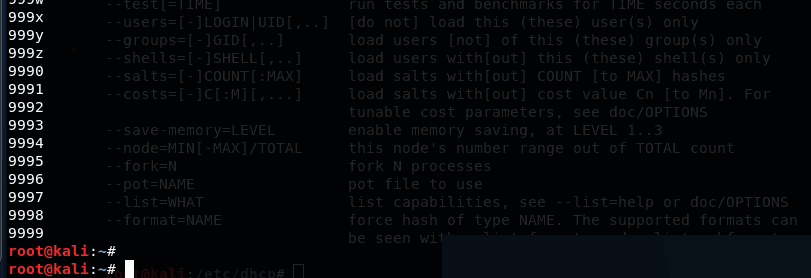 999w --test[=TIME] run tests and benchmarks for TIME seconds each
999x --users=[-]LOGIN|UID[,..] [do not] load this (these) user(s) only
999y --groups=[-]GID[,..] load users [not] of this (these) group(s) only
999z --shells=[-]SHELL[,..] load users with[out] this (these) shell(s) only
9990 --salts=[-]COUNT[:MAX] load salts with[out] COUNT [to MAX] hashes
9991 --costs=[-]C[:M][,...] load salts with[out] cost value Cn [to Mn]. For
9992 tunable cost parameters, see doc/OPTIONS
9993 --save-memory=LEVEL enable memory saving, at LEVEL 1..3
9994 --node=MIN[-MAX]/TOTAL this node's number range out of TOTAL count
9995 --fork=N fork N processes
9996 --pot=NAME pot file to use
9997 --list=WHAT list capabilities, see --list=help or doc/OPTIONS
9998 --format=NAME force hash of type NAME. The supported formats can
9999 be seen with
root@kali:~#
root@kali:~# root@kali:/etc/dhcp#